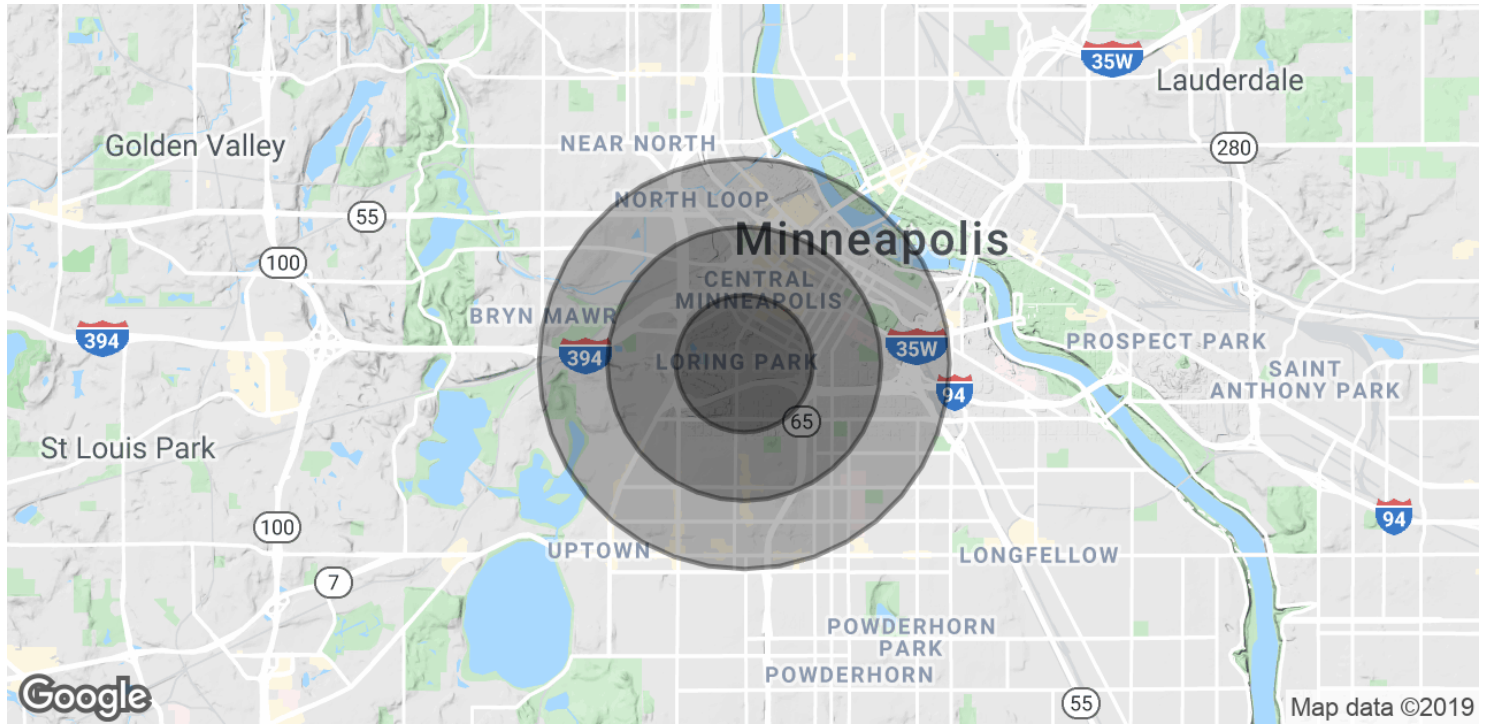 35W
Lauderdale
Golden Valley
NEAR NORTH
280
NORTH LOOP
55
Minneapolis
100
CENTRAL
MINNEAPOLIS
BRYN MAWR
394
394
LORING PARK
35W
PROSPECT PARK
SAINT
ANTHONY PARK
94
65
St Louis Park
100
94
UPTOWN
LONGFELLOW
7
POWDERHORN
PARK
POWDERHORN
Google
55
Map data ©2019